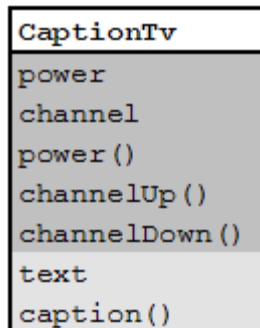 CaptionTv
power
channel
power()
channelUp()
channelDown()
text
caption()